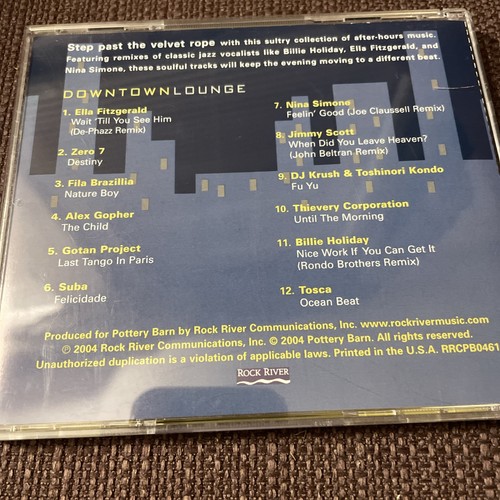 Step past the velvet rope with this sultry collection of after-hours music.
Featuring remixes of classic jazz vocalists like Billie Holiday, Ella Fitzgerald, and
Nina Simone, these soulful tracks will keep the evening moving to a different beat.
DOWNTOWNLOUNGE
1. Ella Fitzgerald
Wait 'Till You See Him
(De-Phazz Remix)
2. Zero 7
Destiny
3. Fila Brazillia
Nature Boy
4. Alex Gopher
The Child
5. Gotan Project
Last Tango In Paris
6. Suba
Felicidade
7. Nina Simone
Feelin' Good (Joe Claussell Remix)
8. Jimmy Scott
When Did You Leave Heaven?
(John Beltran Remix)
9. DJ Krush & Toshinori Kondo
Fu Yu
10. Thievery Corporation
Until The Morning
11. Billie Holiday
Nice Work If You Can Get It
(Rondo Brothers Remix)
12. Tosca
Ocean Beat
Produced for Pottery Barn by Rock River Communications, Inc. www.rockrivermusic.com
℗ 2004 Rock River Communications, Inc. © 2004 Pottery Barn. All rights reserved.
Unauthorized duplication is a violation of applicable laws. Printed in the U.S.A. RRCPB0461
ROCK RIVER